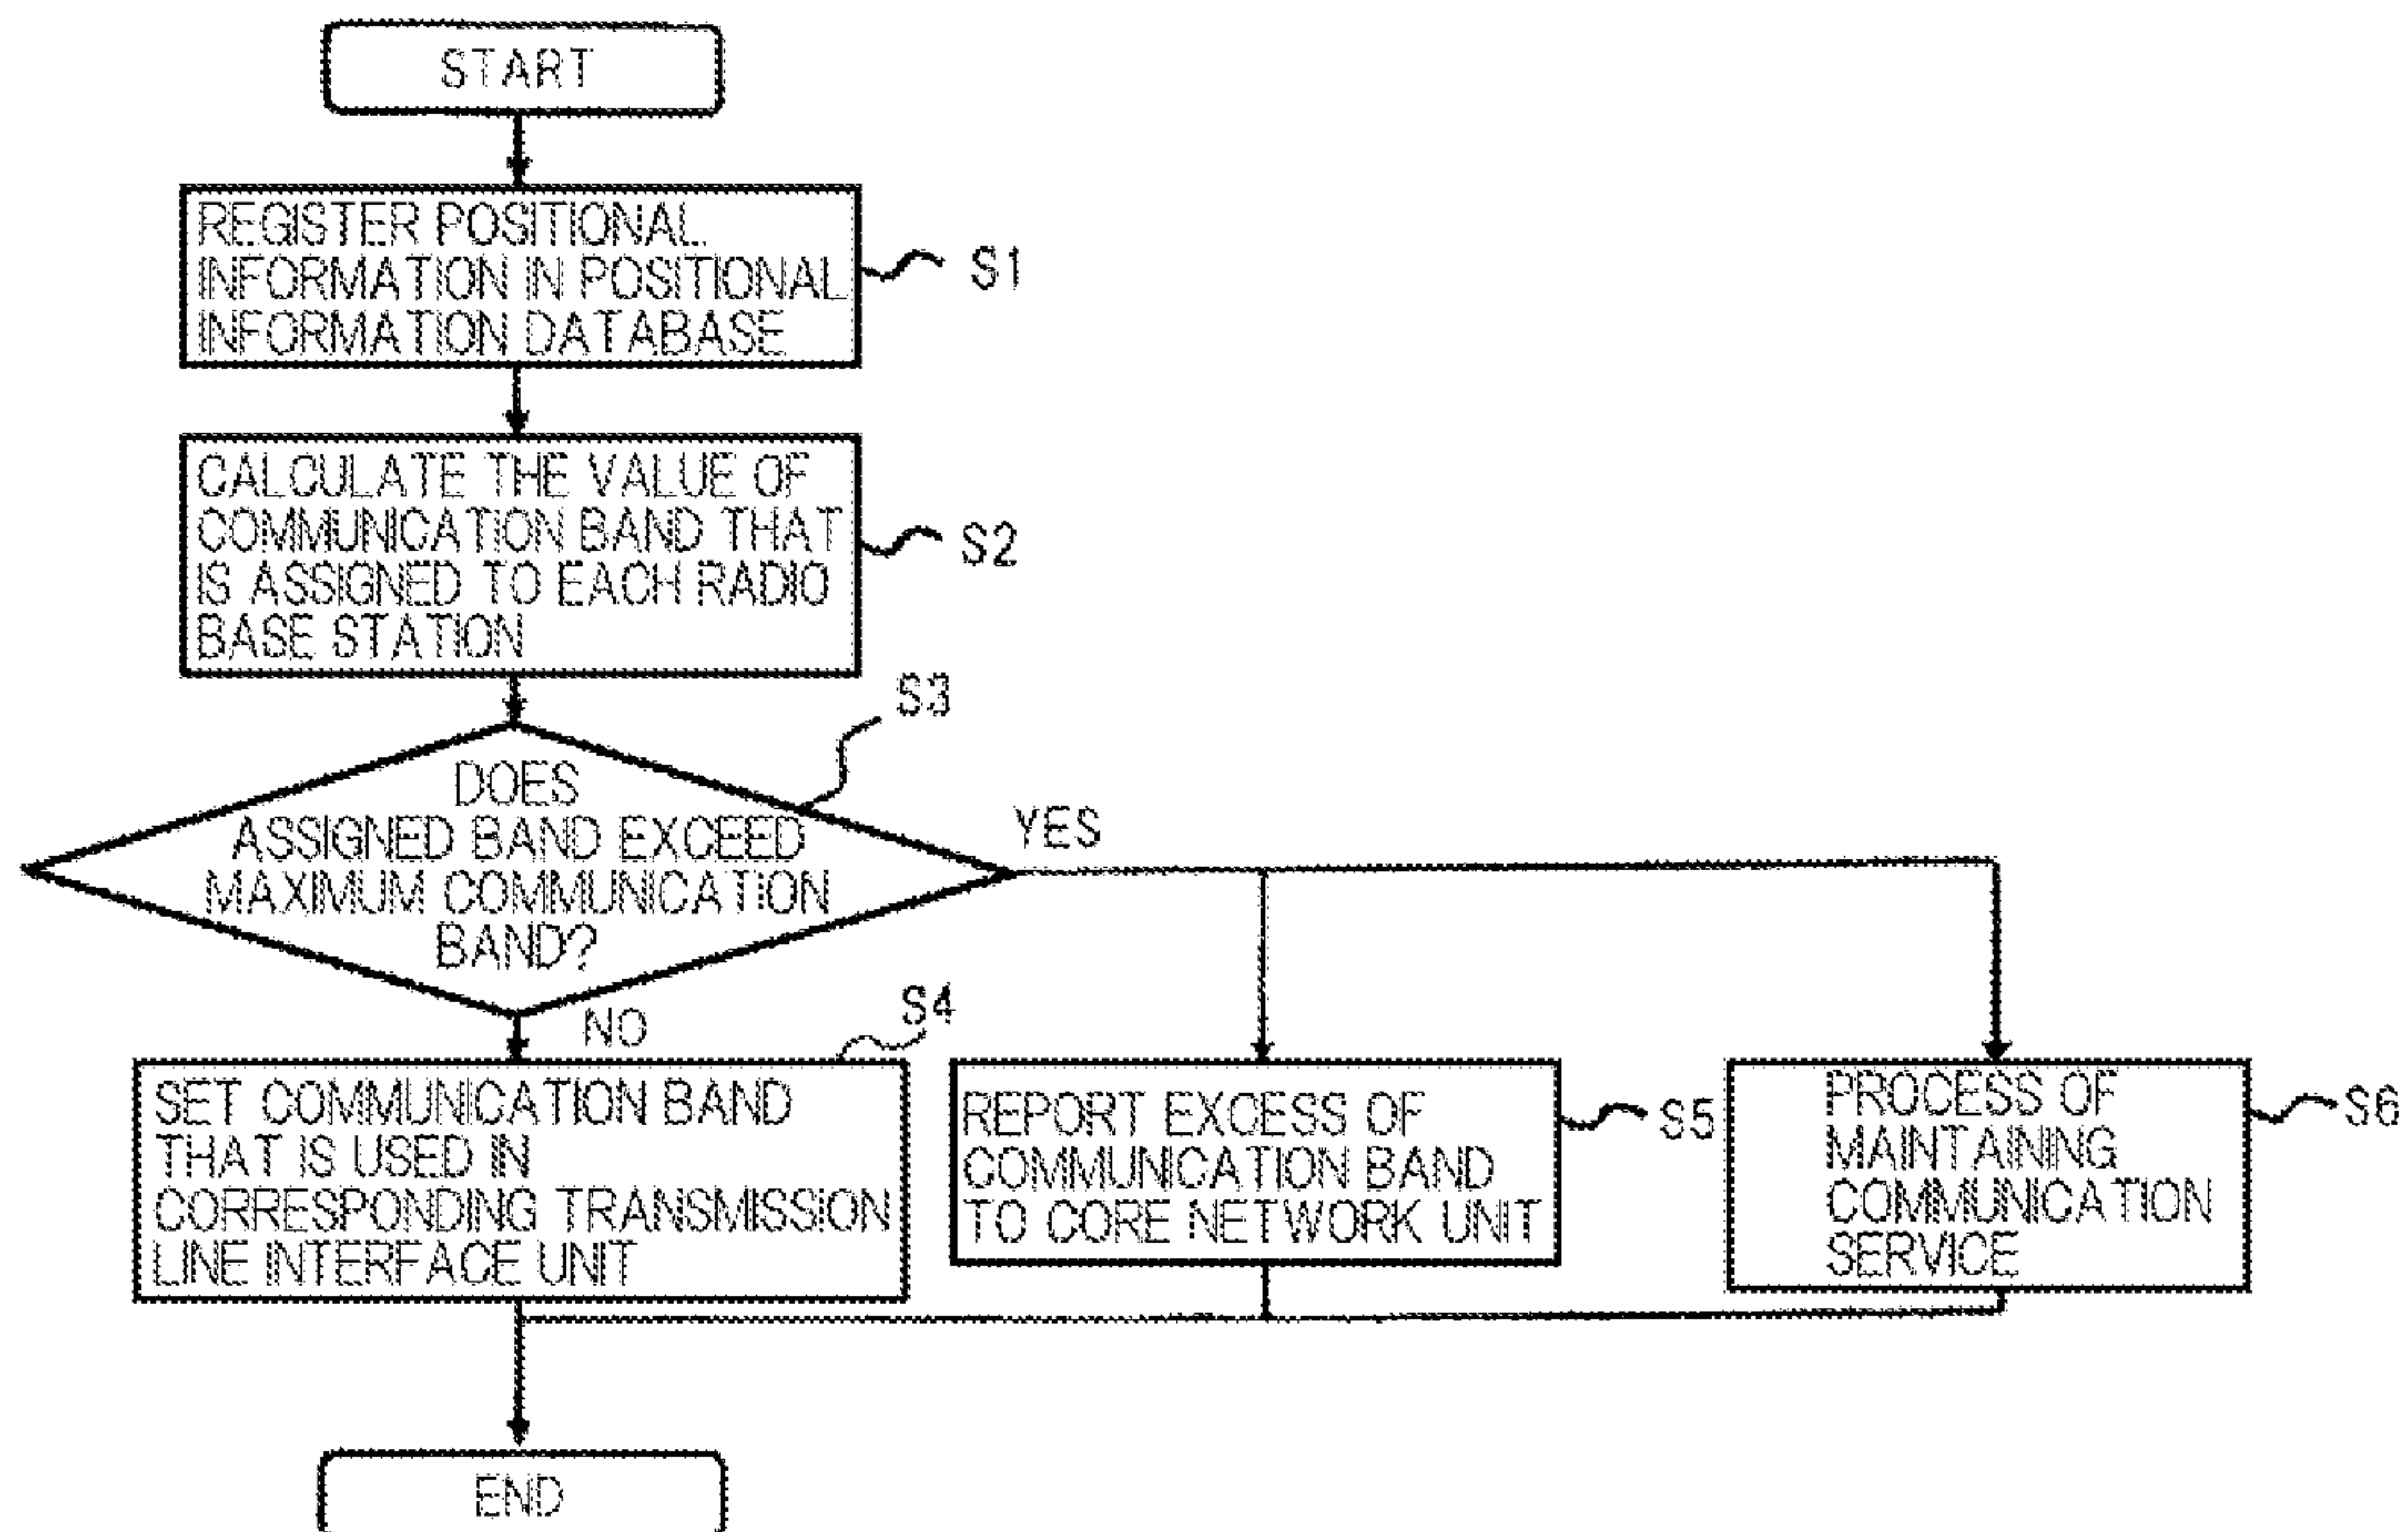 START
REGISTER POSITIONAL
INFORMATION IN POSITIONAL
INFORMATION DATABASE
S1
CALCULATE THE VALUE OF
COMMUNICATION BAND THAT
IS ASSIGNED TO EACH RADIO
BASE STATION
S2
S3
DOES
ASSIGNED BAND EXCEED
MAXIMUM COMMUNICATION
BAND?
YES
NO
S4
SET COMMUNICATION BAND
THAT IS USED IN
CORRESPONDING TRANSMISSION
LINE INTERFACE UNIT
REPORT EXCESS OF
COMMUNICATION BAND
TO CORE NETWORK UNIT
S5
PROCESS OF
MAINTAINING
COMMUNICATION
SERVICE
S6
END